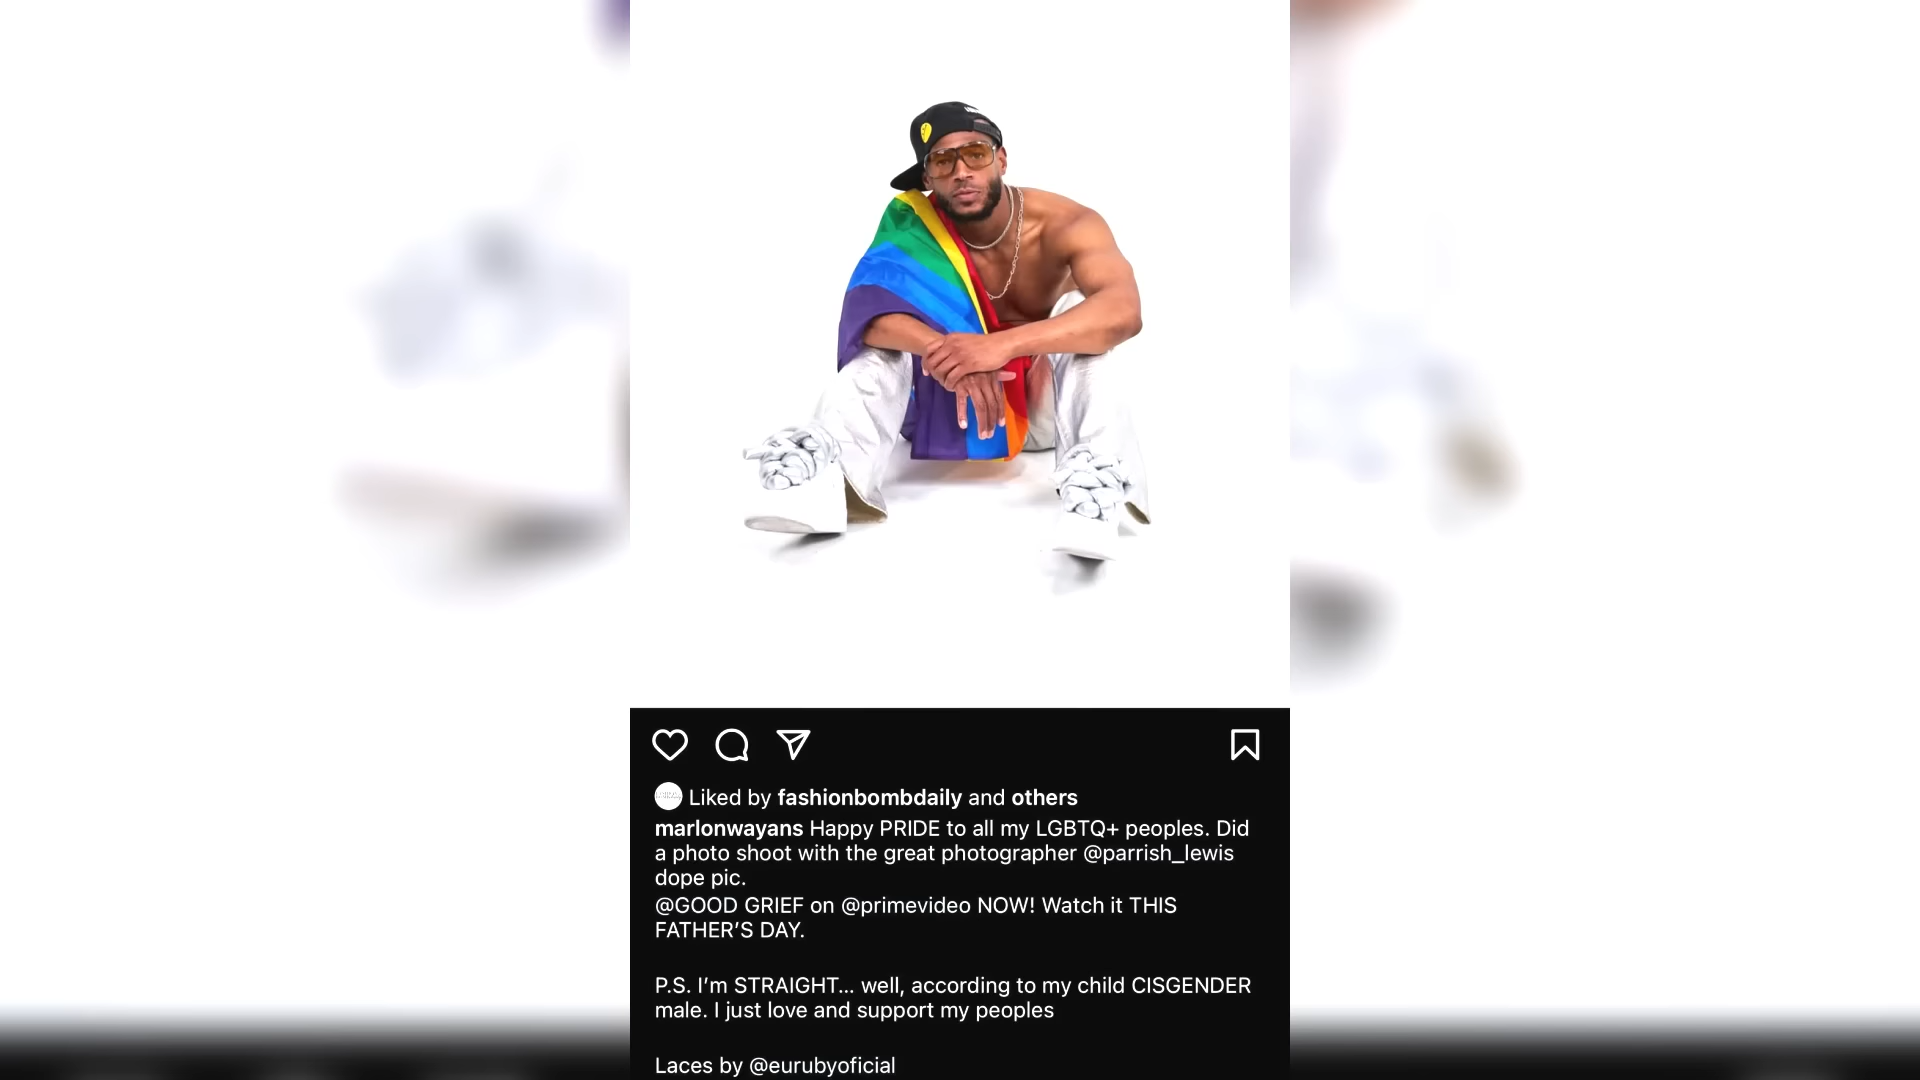 Liked by fashionbombdaily and others
marlonwayans Happy PRIDE to all my LGBTQ+ peoples. Did
a photo shoot with the great photographer @parrish_lewis
dope pic.
@GOOD GRIEF on @primevideo NOW! Watch it THIS
FATHER’S DAY.
P.S. I’m STRAIGHT... well, according to my child CISGENDER
male. I just love and support my peoples
Laces by @eurubyoficial